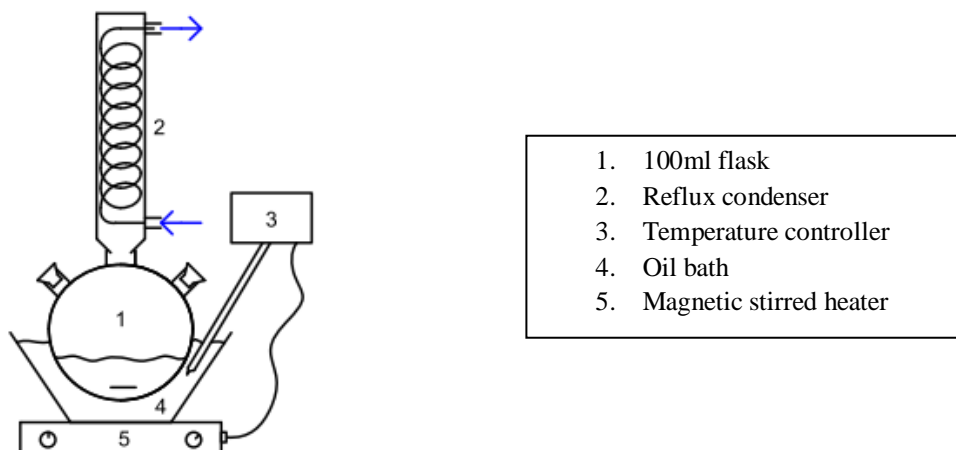 2
3
1
4
5
1. 100ml flask
2. Reflux condenser
3. Temperature controller
4. Oil bath
5. Magnetic stirred heater